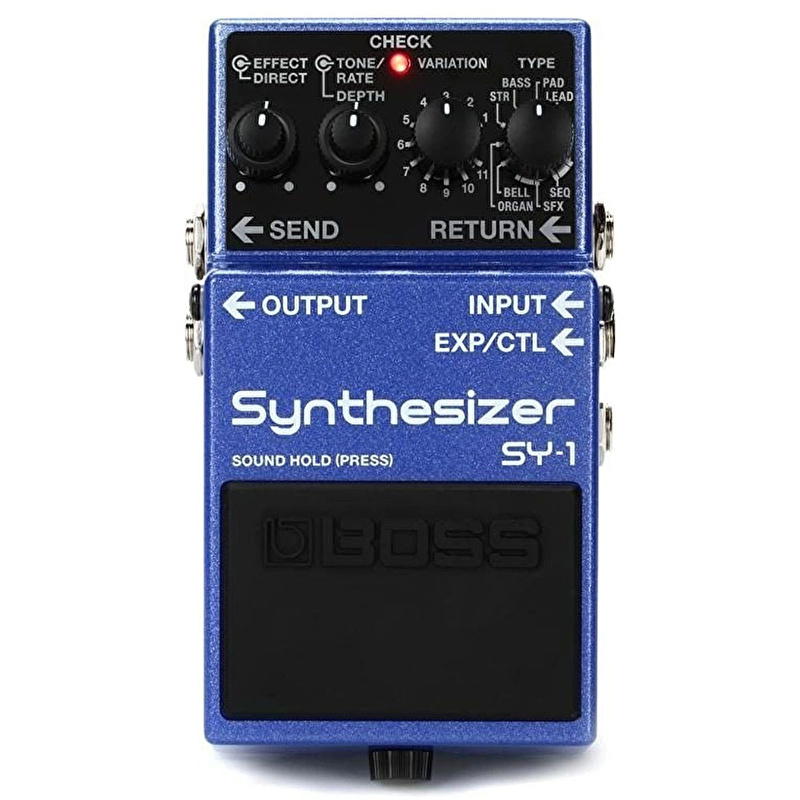 CHECK
EFFECT
DIRECT
TONE/
RATE
DEPTH
VARIATION
TYPE
4 3 2
5 1
6
7 11
8 9 10
BASS PAD
STR LEAD
BELL SEQ
ORGAN SFX
SEND
RETURN
OUTPUT
INPUT
EXP/CTL
Synthesizer
SOUND HOLD (PRESS)
SY-1
BOSS